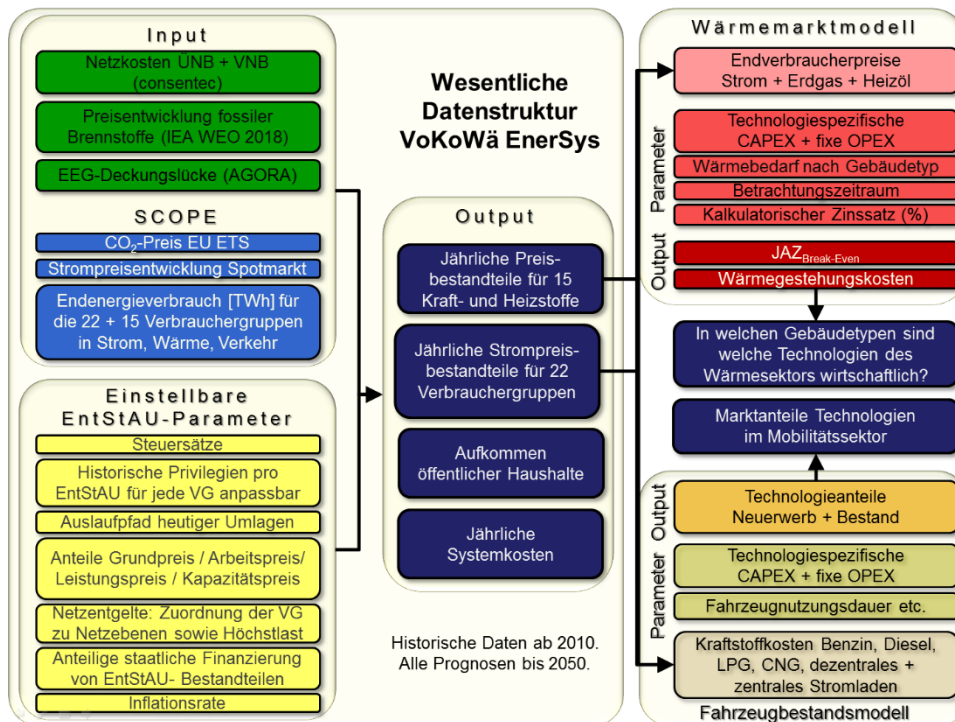 Input
Netzkosten ÜNB + VNB
(consentec)
Preisentwicklung fossiler
Brennstoffe (IEA WEO 2018)
EEG-Deckungslücke (AGORA)
SCOPE
CO₂-Preis EU ETS
Strompreisentwicklung Spotmarkt
Endenergieverbrauch [TWh] für
die 22 + 15 Verbrauchergruppen
in Strom, Wärme, Verkehr
Einstellbare
EntStAU-Parameter
Steuersätze
Historische Privilegien pro
EntStAU für jede VG anpassbar
Auslaufpfad heutiger Umlagen
Anteile Grundpreis / Arbeitspreis/
Leistungspreis / Kapazitätspreis
Netzentgelte: Zuordnung der VG
zu Netzebenen sowie Höchstlast
Anteilige staatliche Finanzierung
von EntStAU- Bestandteilen
Inflationsrate
Wesentliche
Datenstruktur
VoKoWä EnerSys
Output
Jährliche Preis-
bestandteile für 15
Kraft- und Heizstoffe
Jährliche Strompreis-
bestandteile für 22
Verbrauchergruppen
Aufkommen
öffentlicher Haushalte
Jährliche
Systemkosten
Historische Daten ab 2010.
Alle Prognosen bis 2050.
Wärmemarktmodell
Endverbraucherpreise
Strom + Erdgas + Heizöl
Parameter
Technologiespezifische
CAPEX + fixe OPEX
Wärmebedarf nach Gebäudetyp
Betrachtungszeitraum
Kalkulatorischer Zinssatz (%)
Output
JAZBreak-Even
Wärmegestehungskosten
In welchen Gebäudetypen sind
welche Technologien des
Wärmesektors wirtschaftlich?
Marktanteile Technologien
im Mobilitätssektor
Output
Technologieanteile
Neuerwerb + Bestand
Parameter
Technologiespezifische
CAPEX + fixe OPEX
Fahrzeugnutzungsdauer etc.
Kraftstoffkosten Benzin, Diesel,
LPG, CNG, dezentrales +
zentrales Stromladen
Fahrzeugbestandsmodell